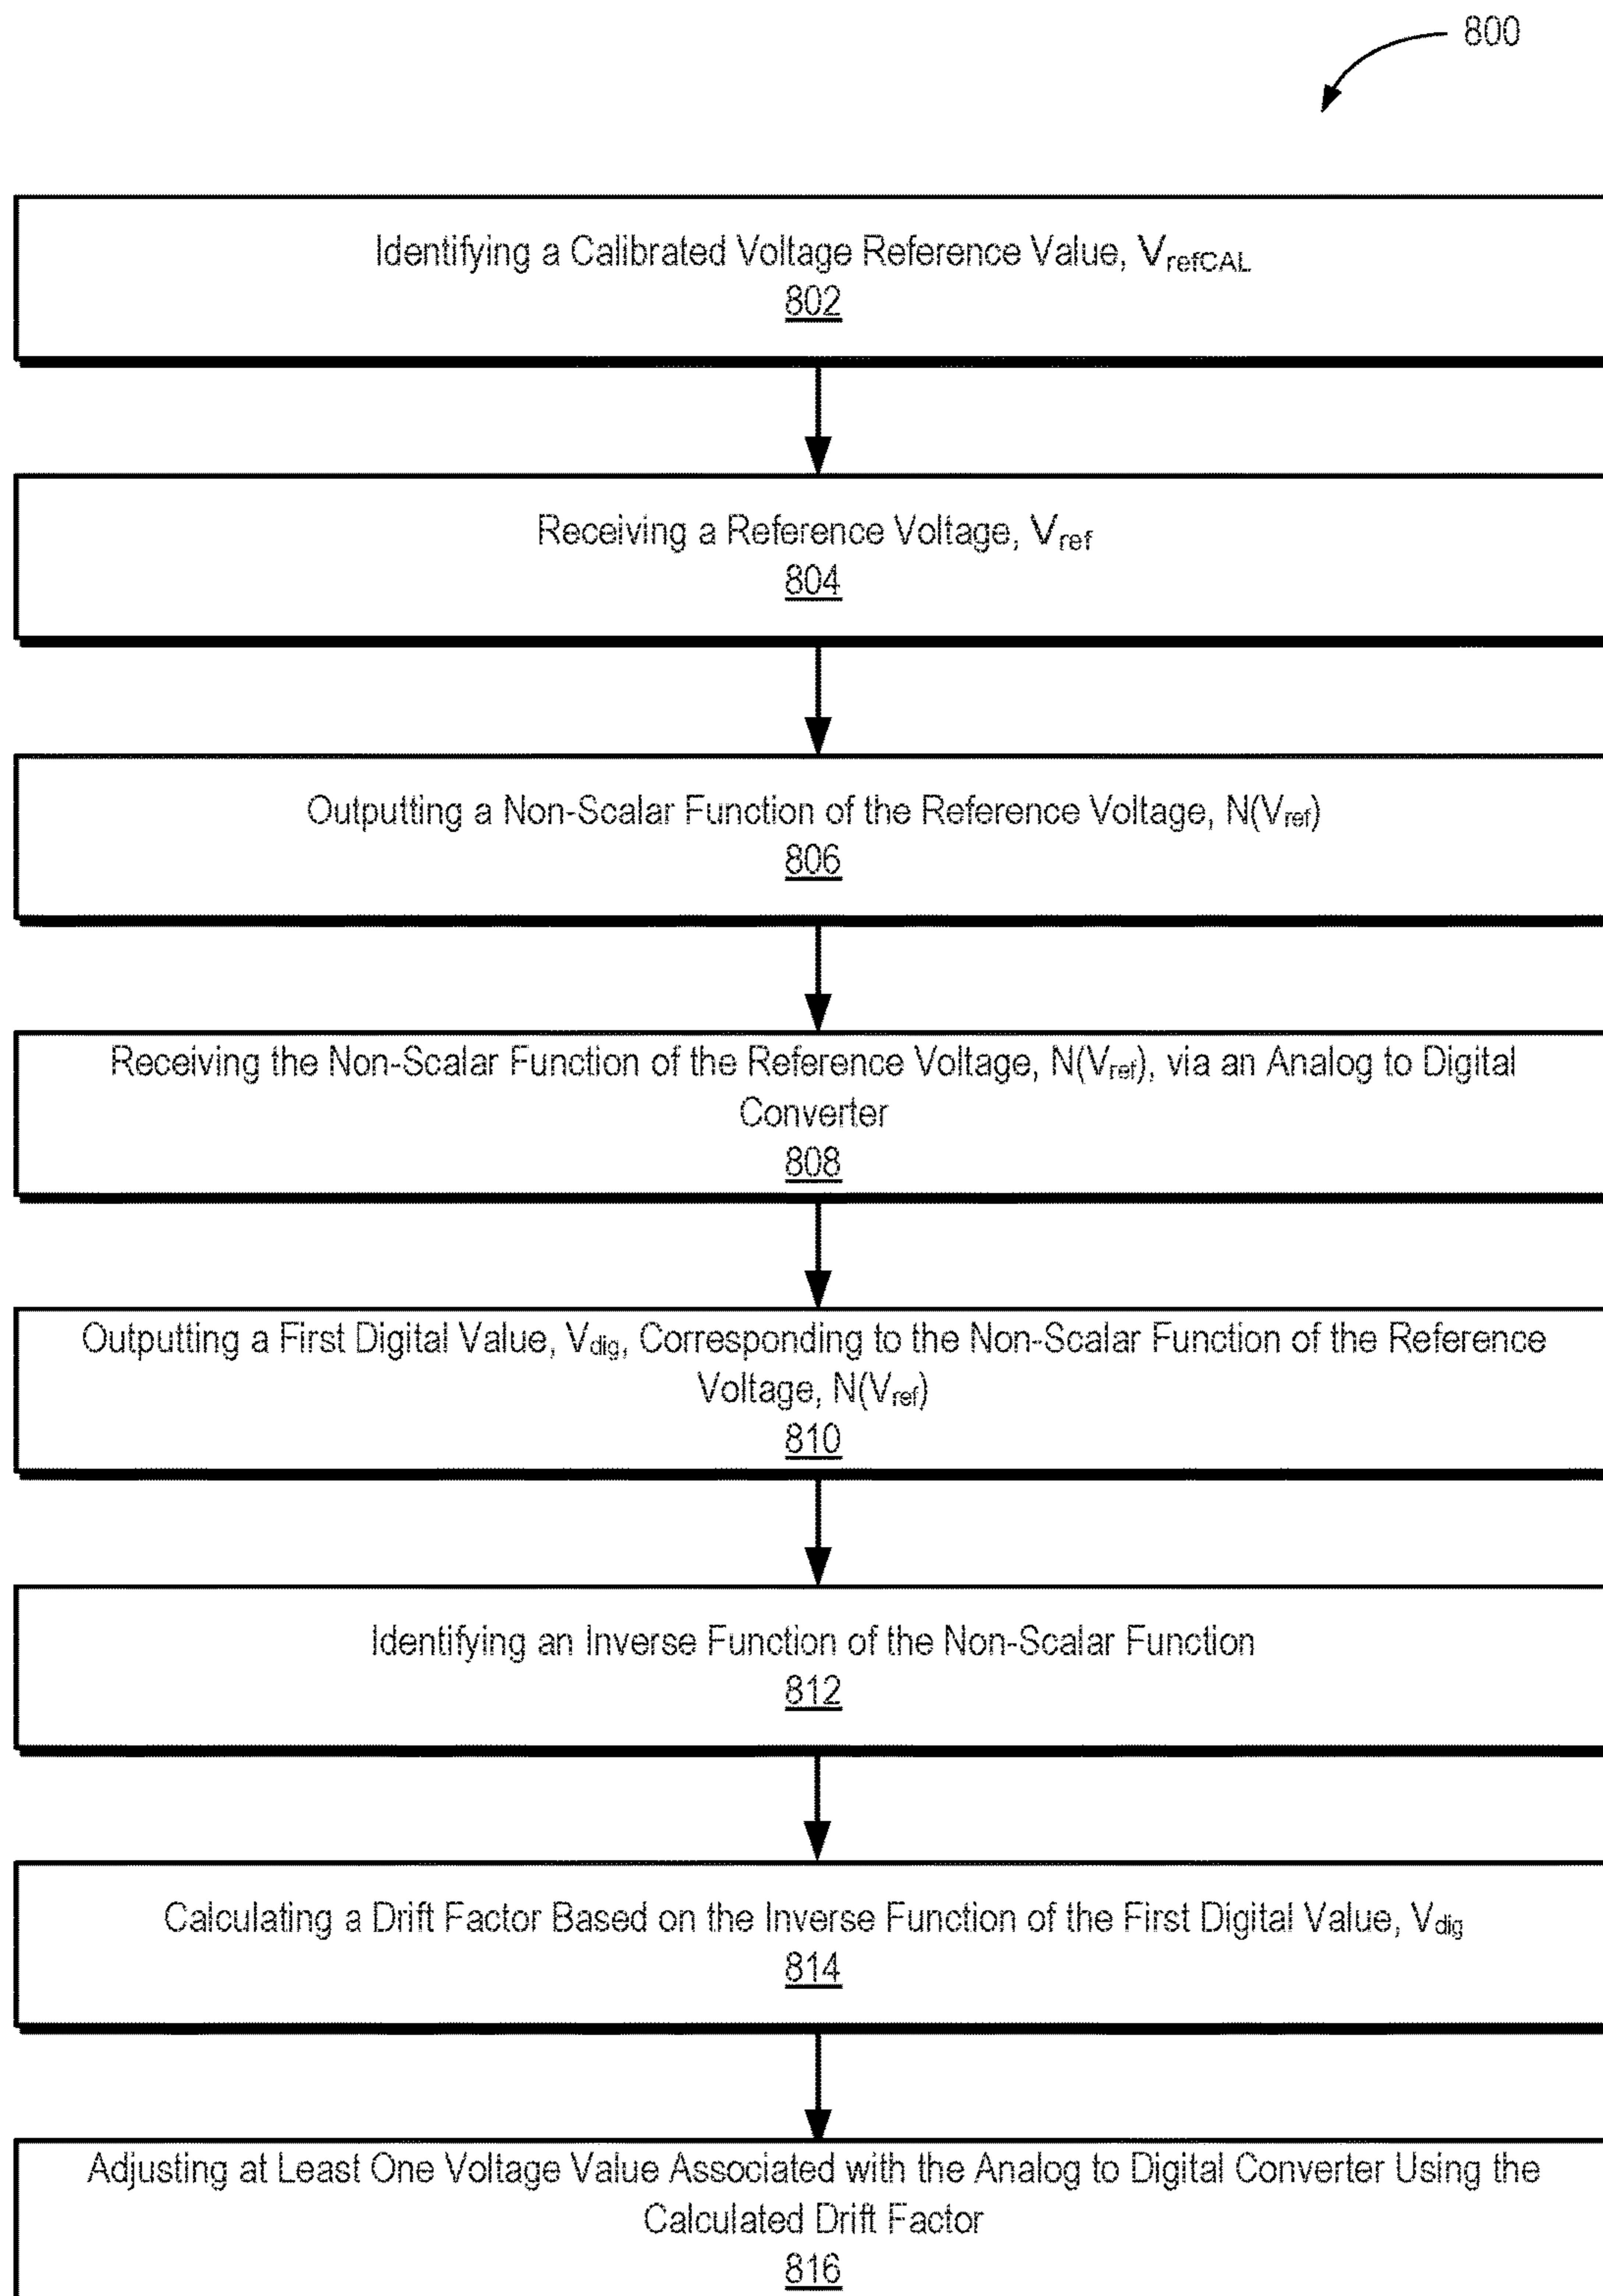 800
Identifying a Calibrated Voltage Reference Value, VrefCAL
802
Receiving a Reference Voltage, Vref
804
Outputting a Non-Scalar Function of the Reference Voltage, N(Vref)
806
Receiving the Non-Scalar Function of the Reference Voltage, N(Vref), via an Analog to Digital
Converter
808
Outputting a First Digital Value, Vdig, Corresponding to the Non-Scalar Function of the Reference
Voltage, N(Vref)
810
Identifying an Inverse Function of the Non-Scalar Function
812
Calculating a Drift Factor Based on the Inverse Function of the First Digital Value, Vdig
814
Adjusting at Least One Voltage Value Associated with the Analog to Digital Converter Using the
Calculated Drift Factor
816